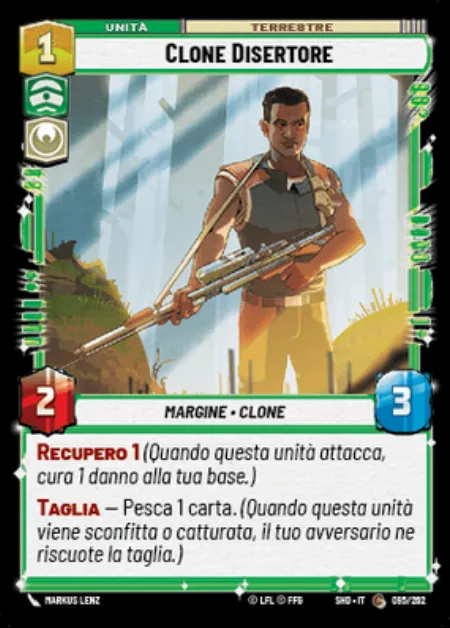 UNITÀ
TERRESTRE
1
CLONE DISERTORE
2
MARGINE • CLONE
3
RECUPERO 1 (Quando questa unità attacca,
cura 1 danno alla tua base.)
TAGLIA – Pesca 1 carta. (Quando questa unità
viene sconfitta o catturata, il tuo avversario ne
riscuote la taglia.)
MARKUS LENZ
© LFL © FFG
SHD • IT
095/262